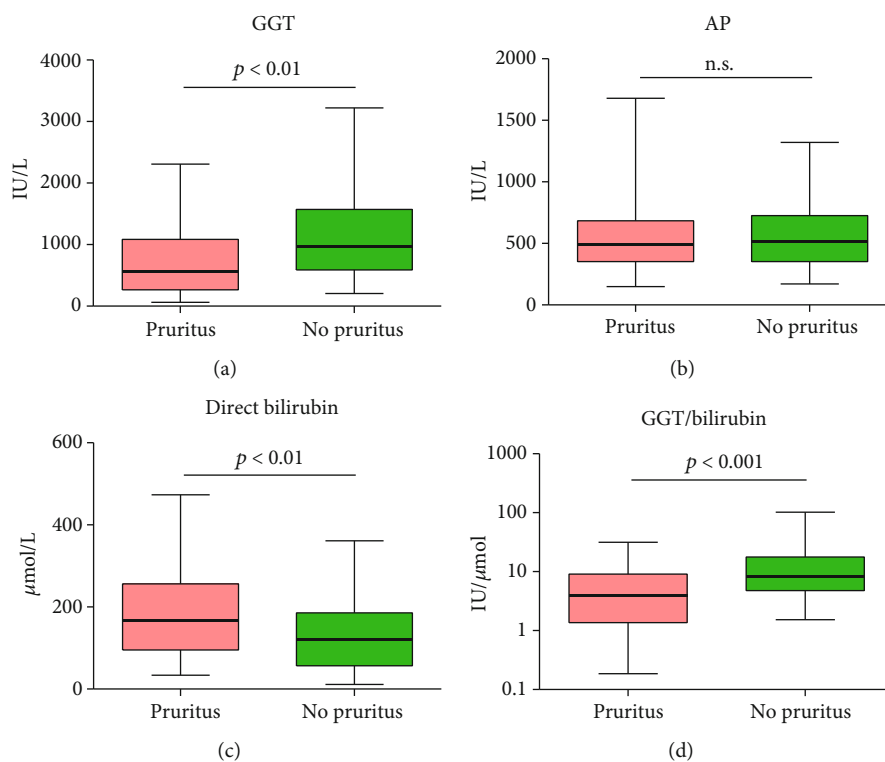 GGT
4000
p < 0.01
3000
IU/L
2000
1000
0
Pruritus No pruritus
(a)
AP
2000
n.s.
1500
IU/L
1000
500
0
Pruritus No pruritus
(b)
Direct bilirubin
600
p < 0.01
400
μmol/L
200
0
Pruritus No pruritus
(c)
GGT/bilirubin
1000
p < 0.001
100
IU/μmol
10
1
0.1
Pruritus No pruritus
(d)